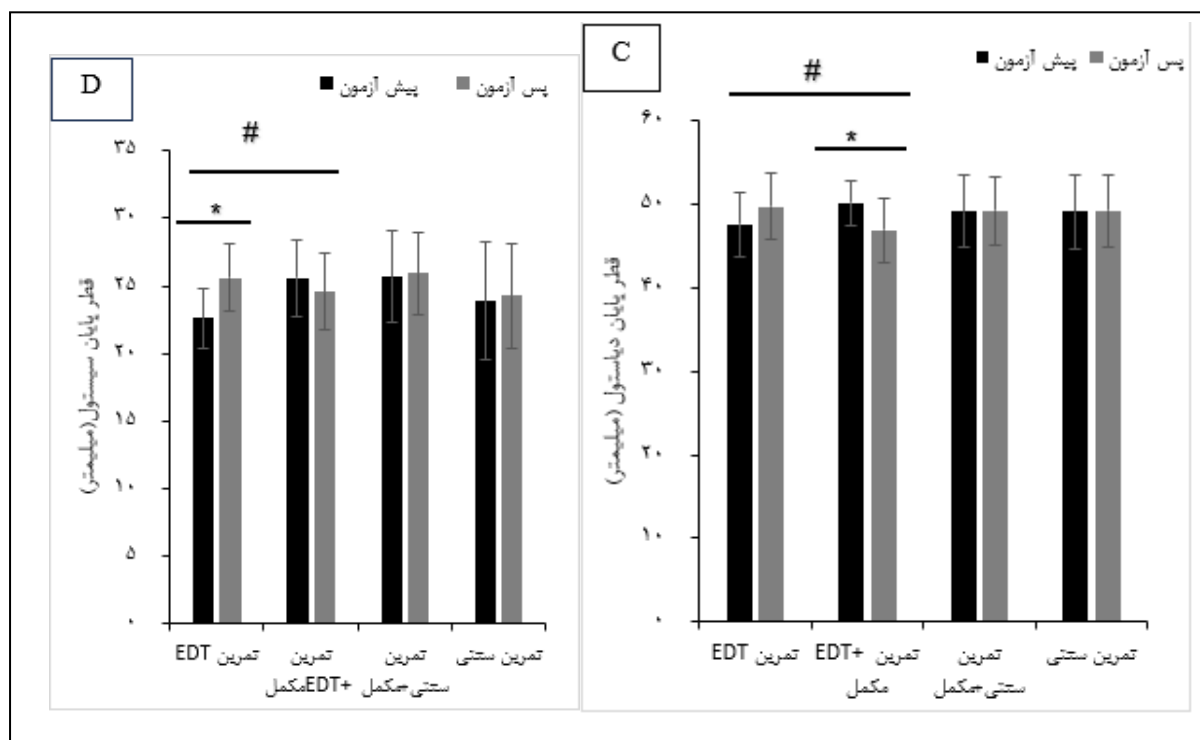 D
پیش آزمون
پس آزمون
#
*
۳۵
۳۰
۲۵
۲۰
۱۵
۱۰
۵
۰
قطر پایان سیستول(میلیمتر)
تمرین EDT
تمرین
EDT+مکمل
تمرین
سنتی+مکمل
تمرین سنتی
C
پیش آزمون
پس آزمون
#
*
۶۰
۵۰
۴۰
۳۰
۲۰
۱۰
۰
قطر پایان دیاستول (میلیمتر)
تمرین EDT
تمرین EDT+
مکمل
تمرین
سنتی+مکمل
تمرین سنتی